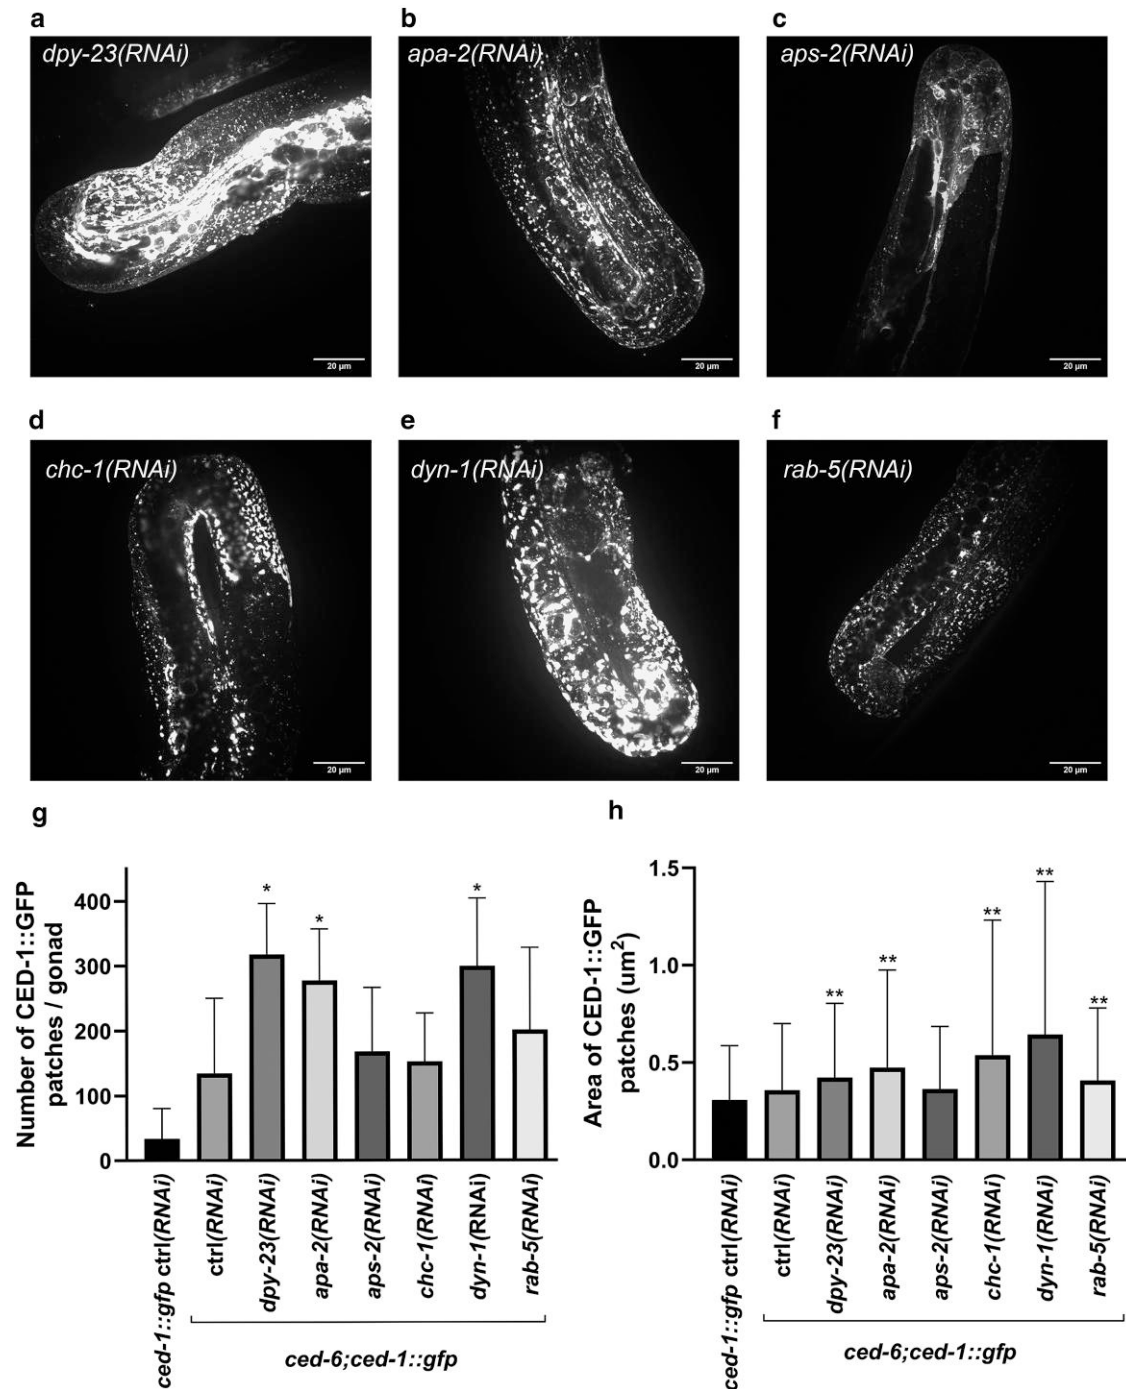 a
dpy-23(RNAi)
20 µm
b
apa-2(RNAi)
20 µm
c
aps-2(RNAi)
20 µm
d
chc-1(RNAi)
20 µm
e
dyn-1(RNAi)
20 µm
f
rab-5(RNAi)
20 µm
g
Number of CED-1::GFP
patches / gonad
400
300
200
100
0
*
*
*
ced-1::gfp ctrl(RNAi)
ctrl(RNAi)
dpy-23(RNAi)
apa-2(RNAi)
aps-2(RNAi)
chc-1(RNAi)
dyn-1(RNAi)
rab-5(RNAi)
ced-6;ced-1::gfp
h
Area of CED-1::GFP
patches (um²)
1.5
1.0
0.5
0.0
**
**
**
**
**
ced-1::gfp ctrl(RNAi)
ctrl(RNAi)
dpy-23(RNAi)
apa-2(RNAi)
aps-2(RNAi)
chc-1(RNAi)
dyn-1(RNAi)
rab-5(RNAi)
ced-6;ced-1::gfp